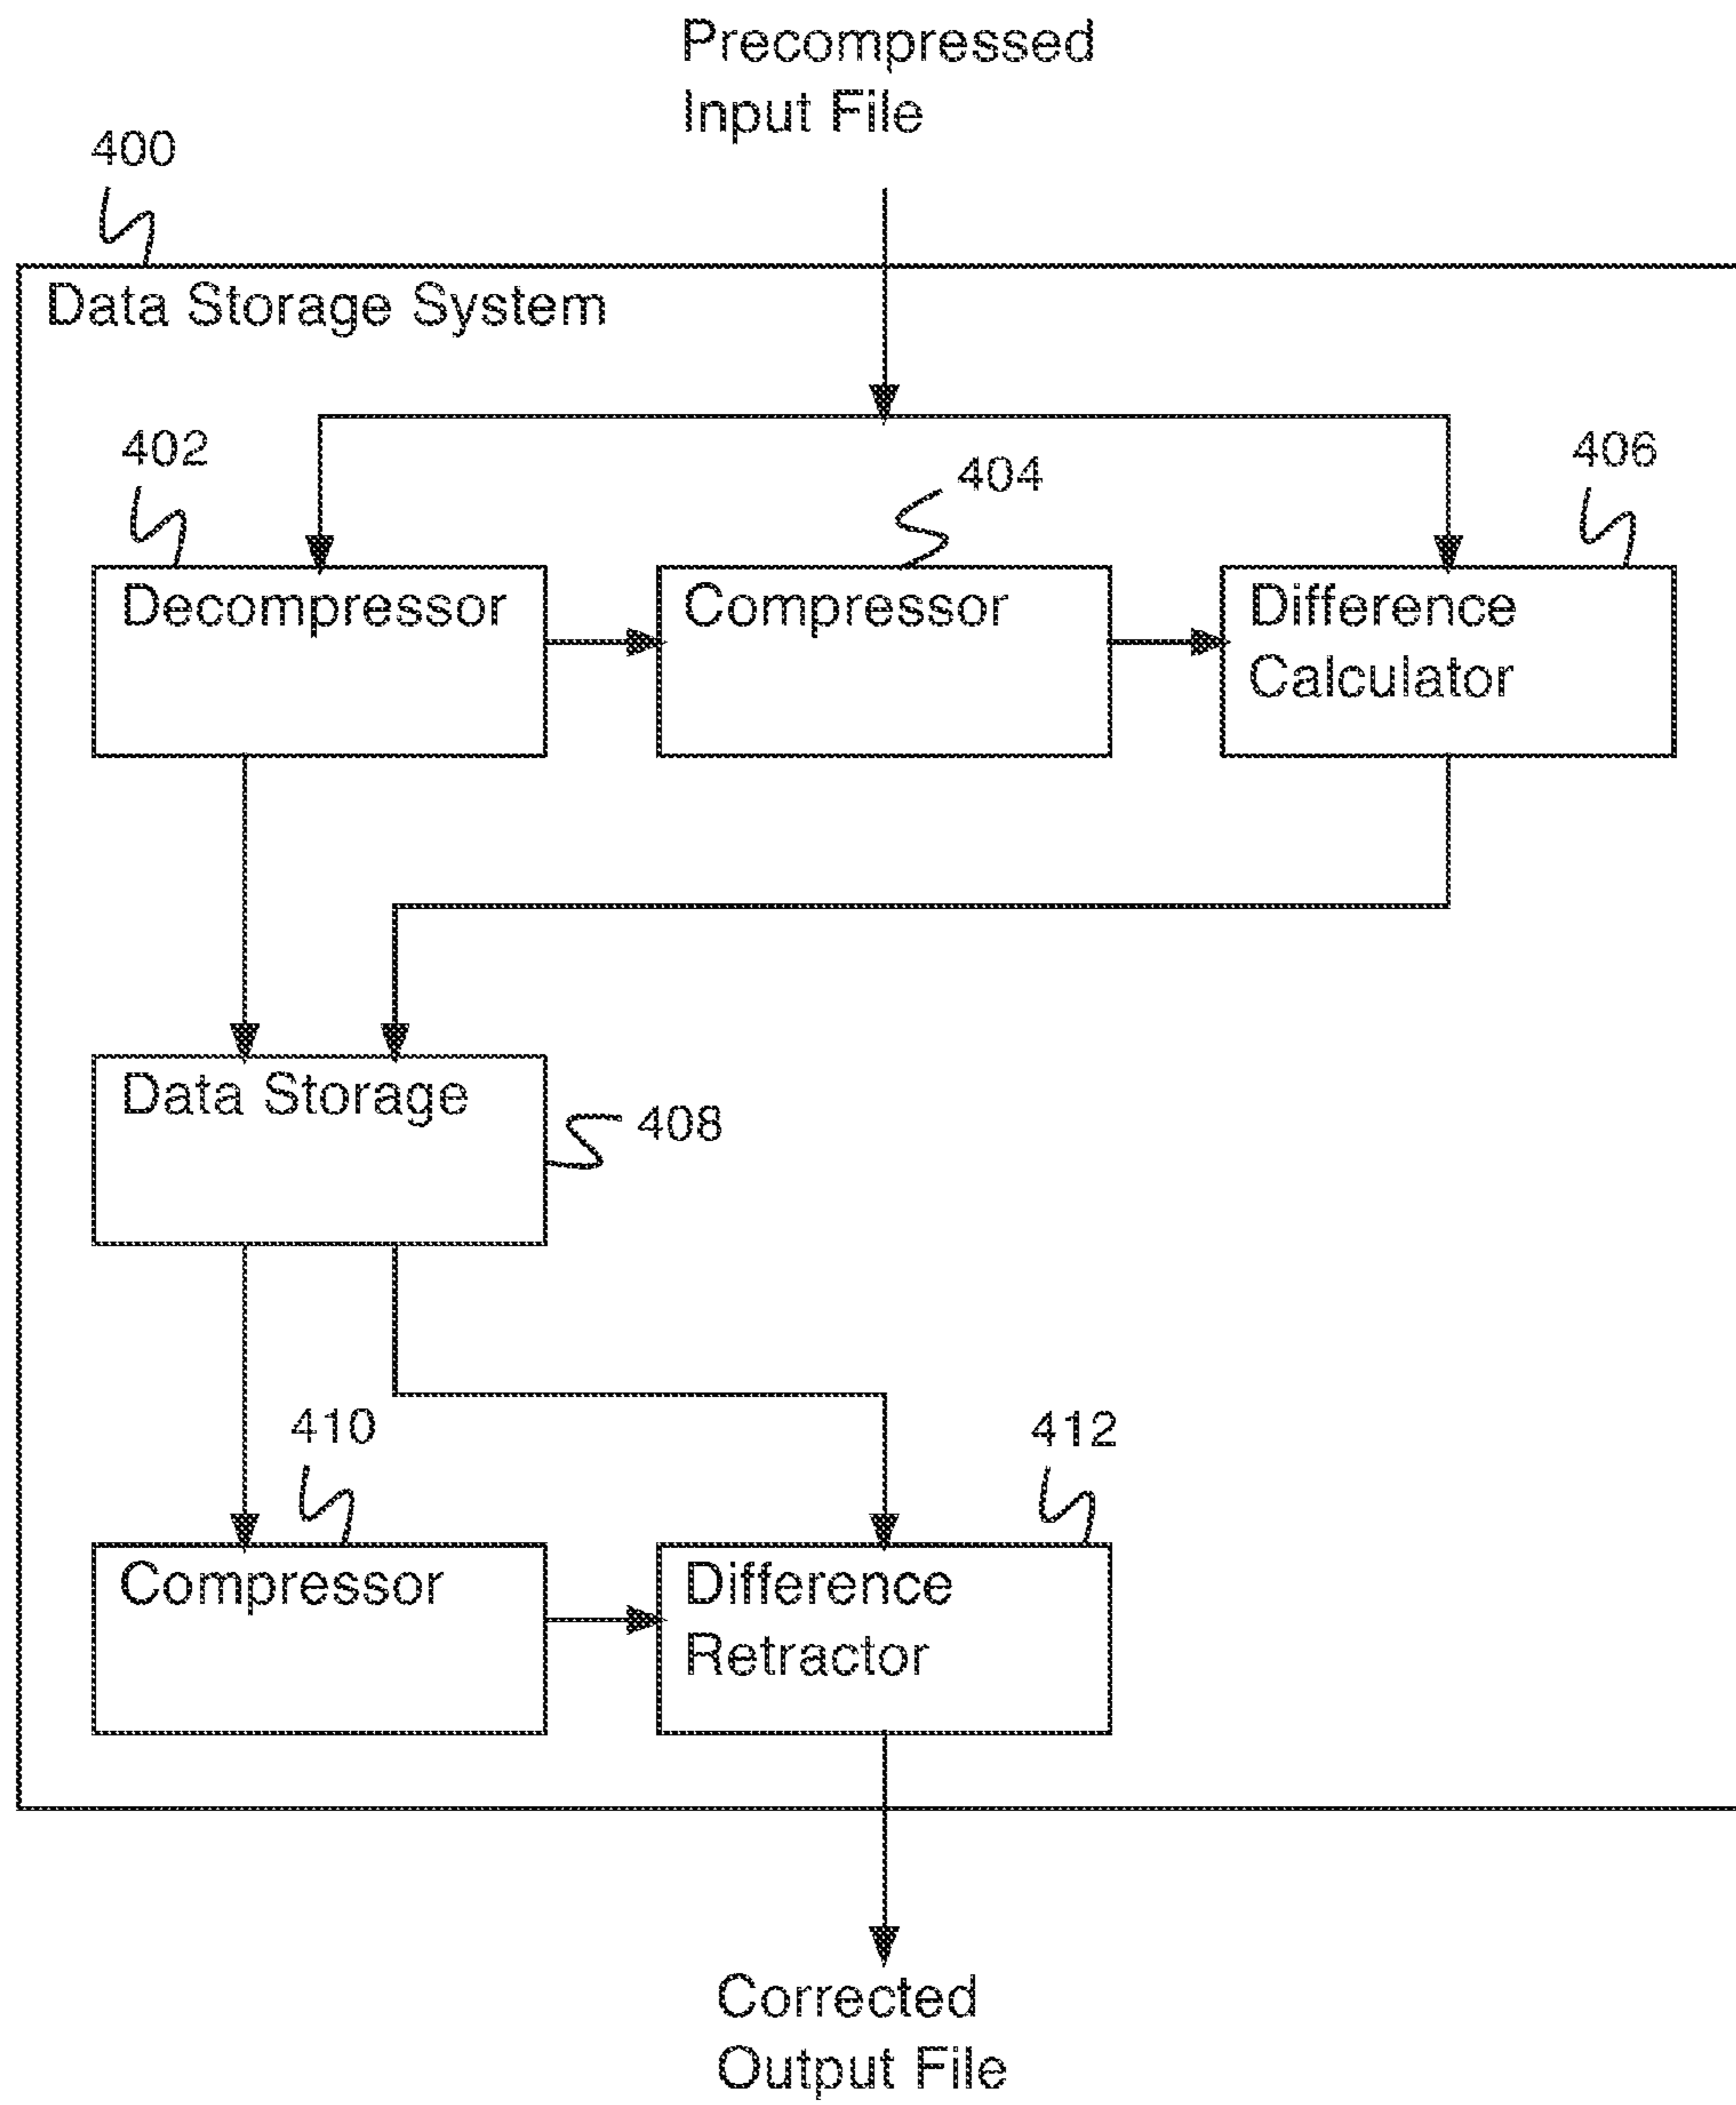 Precompressed
Input File
400
Data Storage System
402
404
406
Decompressor
Compressor
Difference
Calculator
Data Storage
408
410
412
Compressor
Difference
Retractor
Corrected
Output File